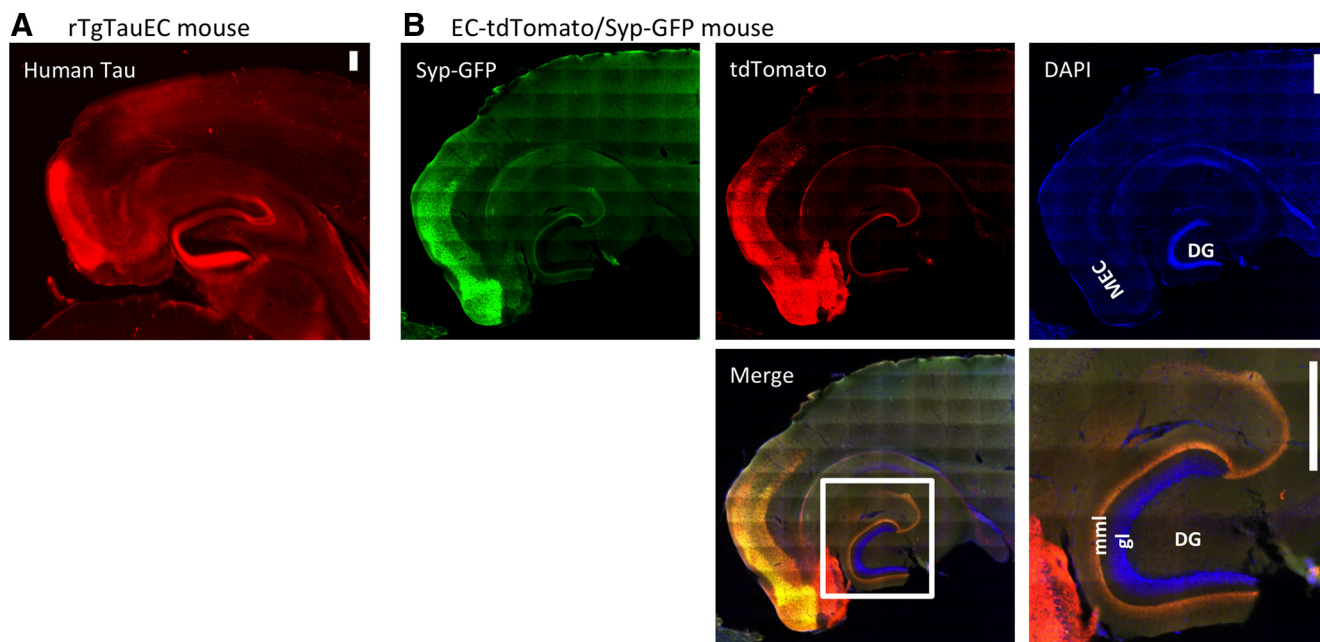 A rTgTauEC mouse
B EC-tdTomato/Syp-GFP mouse
Human Tau
Syp-GFP
tdTomato
DAPI
DG
MEC
Merge
mml
gl
DG